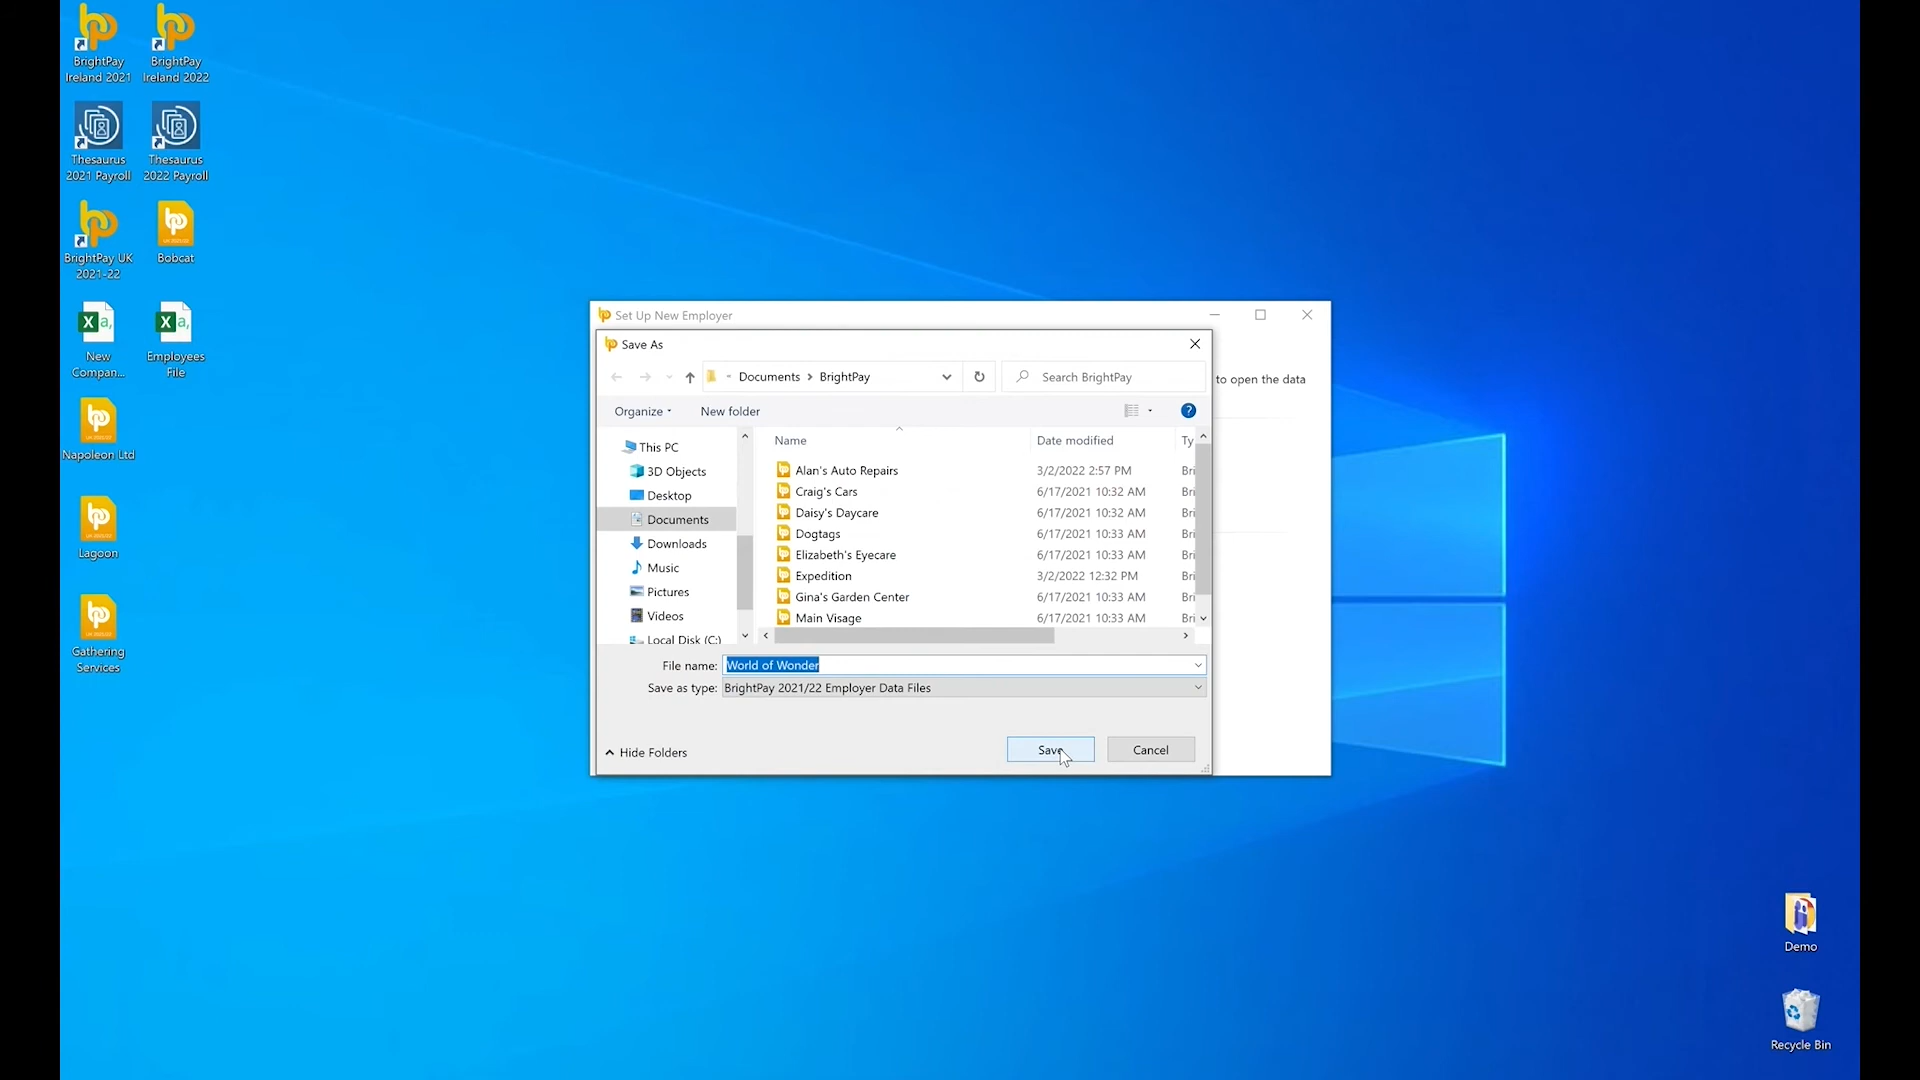 BrightPay
Ireland 2021
BrightPay
Ireland 2022
Thesaurus
2021 Payroll
Thesaurus
2022 Payroll
BrightPay UK
2021-22
Bobcat
New
Compan...
Employees
File
Napoleon Ltd
Lagoon
Gathering
Services
Set Up New Employer
Save As
Documents > BrightPay
Search BrightPay
to open the data
Organize
New folder
This PC
3D Objects
Desktop
Documents
Downloads
Music
Pictures
Videos
Local Disk (C:)
Name Date modified Ty
Alan's Auto Repairs 3/2/2022 2:57 PM Bri
Craig's Cars 6/17/2021 10:32 AM Bri
Daisy's Daycare 6/17/2021 10:32 AM Bri
Dogtags 6/17/2021 10:33 AM Bri
Elizabeth's Eyecare 6/17/2021 10:33 AM Bri
Expedition 3/2/2022 12:32 PM Bri
Gina's Garden Center 6/17/2021 10:33 AM Bri
Main Visage 6/17/2021 10:33 AM Bri
File name: World of Wonder
Save as type: BrightPay 2021/22 Employer Data Files
Hide Folders
Save
Cancel
Demo
Recycle Bin